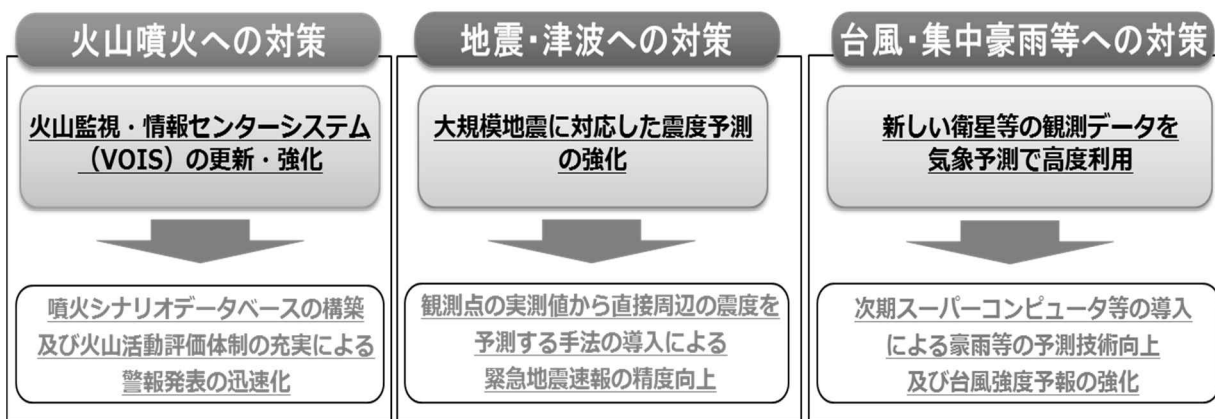 火山噴火への対策
火山監視・情報センターシステム
（VOIS）の更新・強化
噴火シナリオデータベースの構築
及び火山活動評価体制の充実による
警報発表の迅速化
地震・津波への対策
大規模地震に対応した震度予測
の強化
観測点の実測値から直接周辺の震度を
予測する手法の導入による
緊急地震速報の精度向上
台風・集中豪雨等への対策
新しい衛星等の観測データを
気象予測で高度利用
次期スーパーコンピュータ等の導入
による豪雨等の予測技術向上
及び台風強度予報の強化